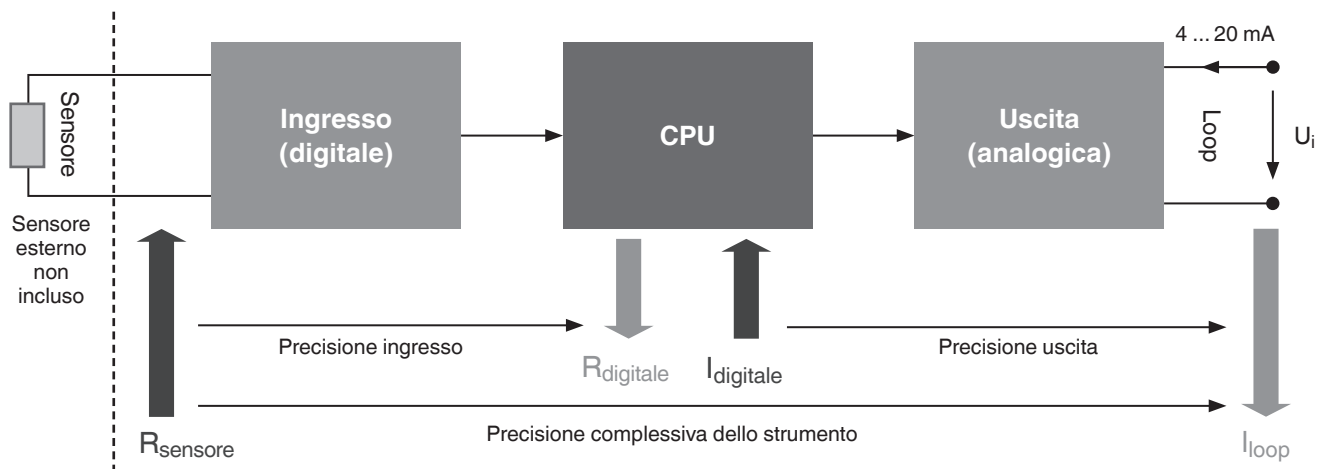 4 ... 20 mA
Sensore
Ingresso
(digitale)
CPU
Uscita
(analogica)
Loop
Ui
Sensore
esterno
non
incluso
Precisione ingresso
Rdigitale
Idigitale
Precisione uscita
Rsensore
Precisione complessiva dello strumento
Iloop